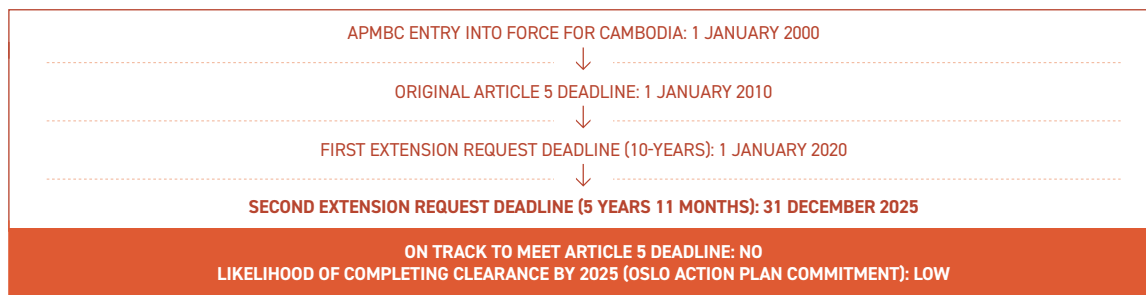 APMBC ENTRY INTO FORCE FOR CAMBODIA: 1 JANUARY 2000
ORIGINAL ARTICLE 5 DEADLINE: 1 JANUARY 2010
FIRST EXTENSION REQUEST DEADLINE (10-YEARS): 1 JANUARY 2020
SECOND EXTENSION REQUEST DEADLINE (5 YEARS 11 MONTHS): 31 DECEMBER 2025
ON TRACK TO MEET ARTICLE 5 DEADLINE: NO
LIKELIHOOD OF COMPLETING CLEARANCE BY 2025 (OSLO ACTION PLAN COMMITMENT): LOW